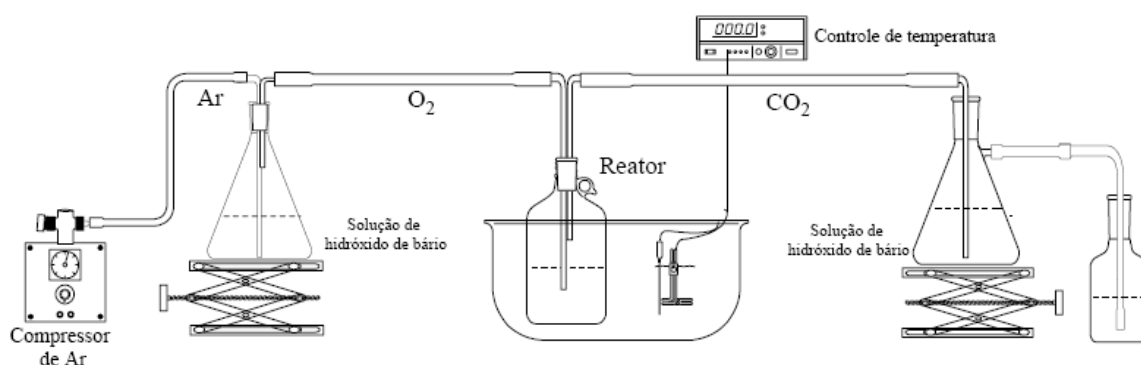 000.0
Controle de temperatura
Ar
O2
CO2
Reator
Solução de
hidróxido de bário
Solução de
hidróxido de bário
Compressor
de Ar